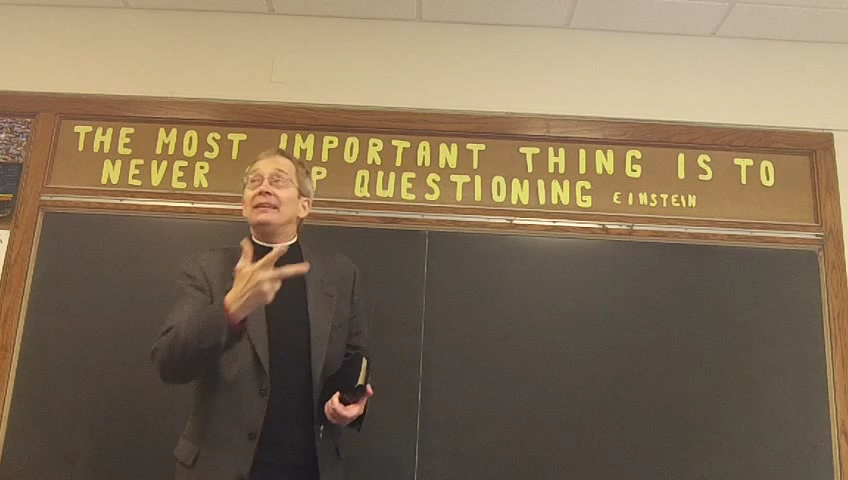 THE MOST IMPORTANT THING IS TO
NEVER P QUESTIONING EINSTEIN